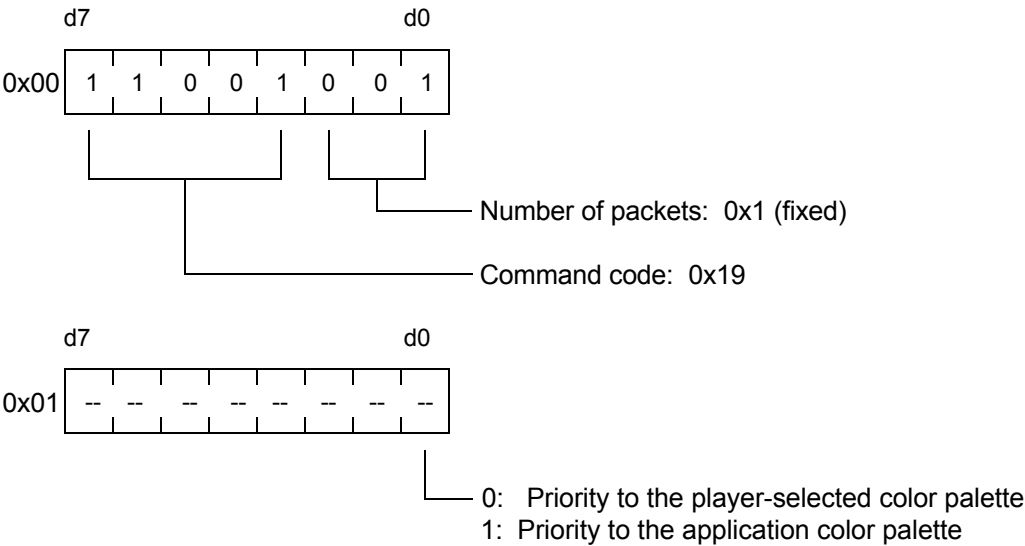 d7 d0
0x00 1 1 0 0 1 0 0 1
Number of packets: 0x1 (fixed)
Command code: 0x19
d7 d0
0x01 -- -- -- -- -- -- -- --
0: Priority to the player-selected color palette
1: Priority to the application color palette